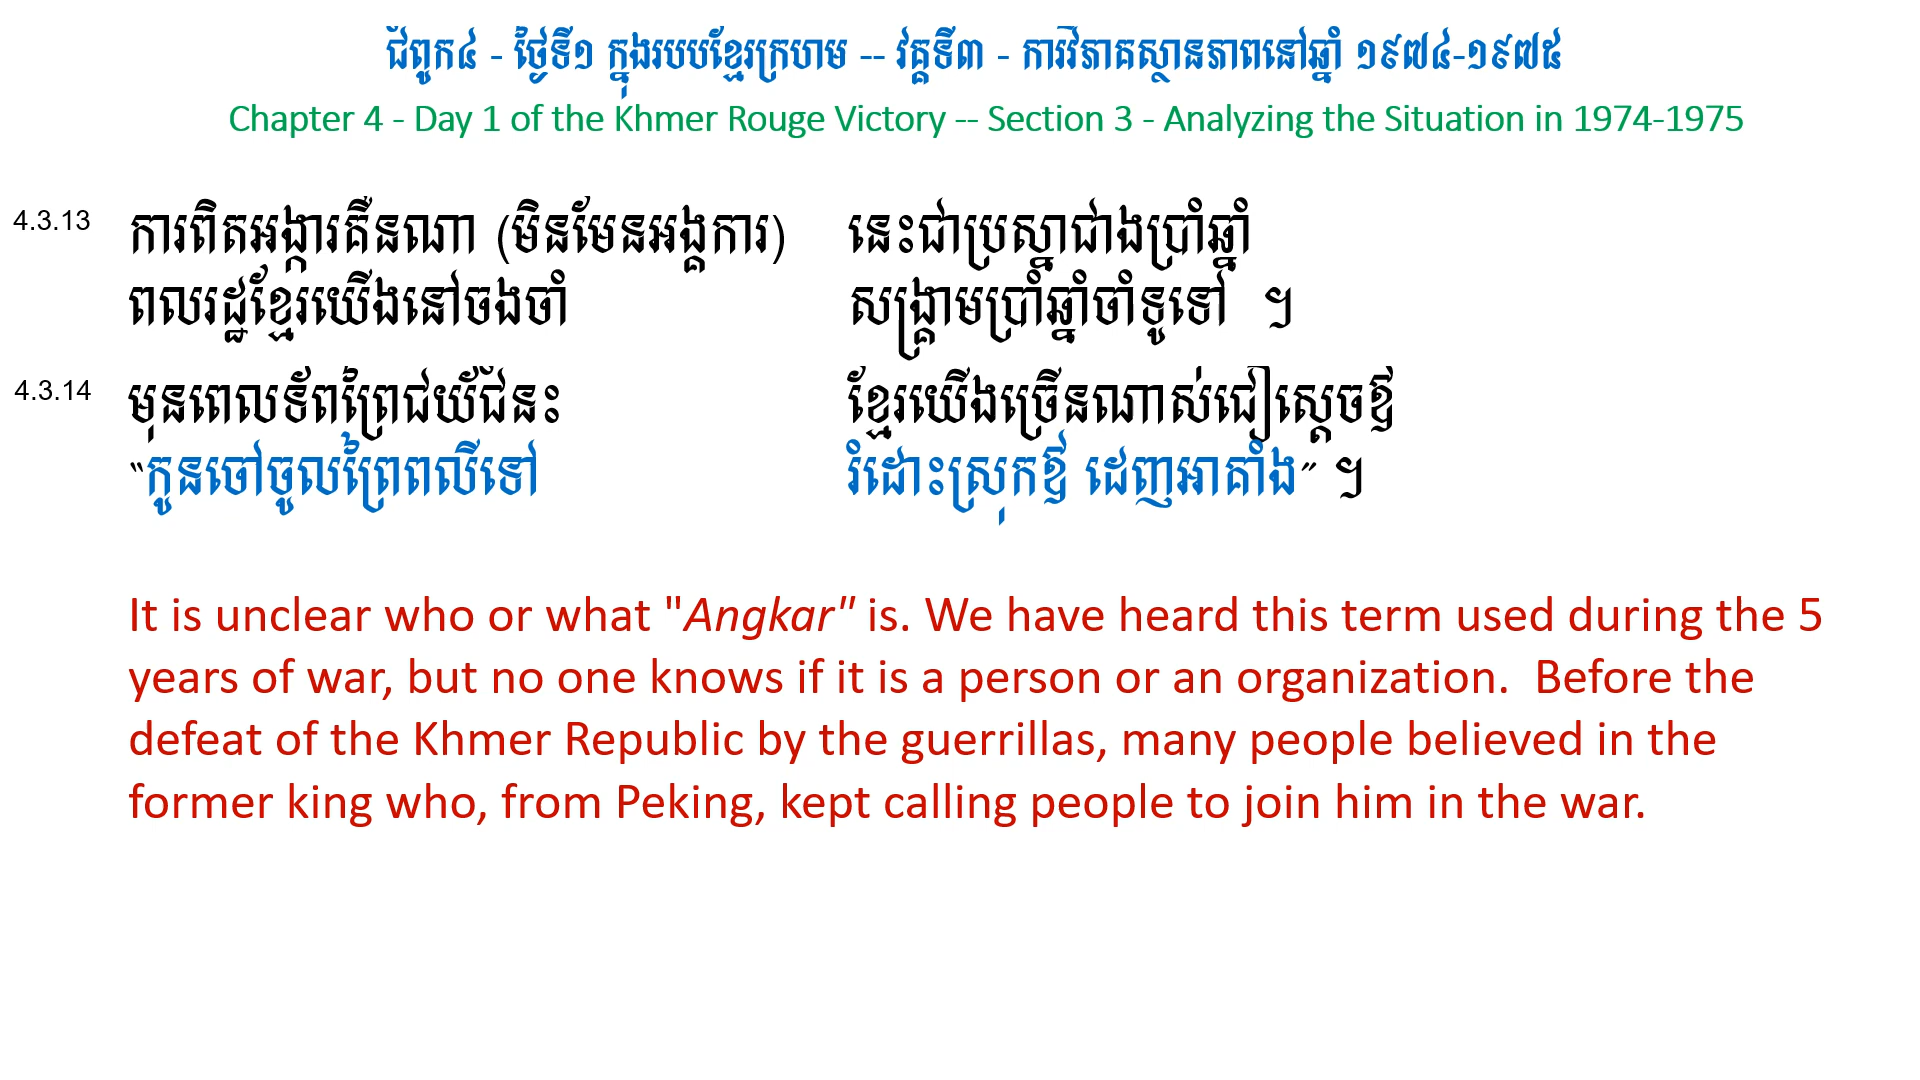 ជំពូក៤ - ថ្ងៃទី១ ក្នុងរបបខ្មែរក្រហម -- វគ្គទី៣ - ការវិភាគស្ថានភាពនៅឆ្នាំ ១៩៧៤-១៩៧៥
Chapter 4 - Day 1 of the Khmer Rouge Victory -- Section 3 - Analyzing the Situation in 1974-1975
4.3.13 ការពិតអង្ការគឺនណា (មិនមែនអង្គការ) នេះជាប្រស្នាជាងប្រាំឆ្នាំ
ពលរដ្ឋខ្មែរយើងនៅចងចាំ សង្គ្រាមប្រាំឆ្នាំចាំទូទៅ ។
4.3.14 មុនពេលទ័ពព្រៃជយ័ជំនះ ខ្មែរយើងច្រើនណាស់ជឿស្តេចឪ
“កូនចៅចូលព្រៃពលីទៅ រំដោះស្រុកឪ ដេញអាគាំង” ។
It is unclear who or what "Angkar" is. We have heard this term used during the 5
years of war, but no one knows if it is a person or an organization. Before the
defeat of the Khmer Republic by the guerrillas, many people believed in the
former king who, from Peking, kept calling people to join him in the war.